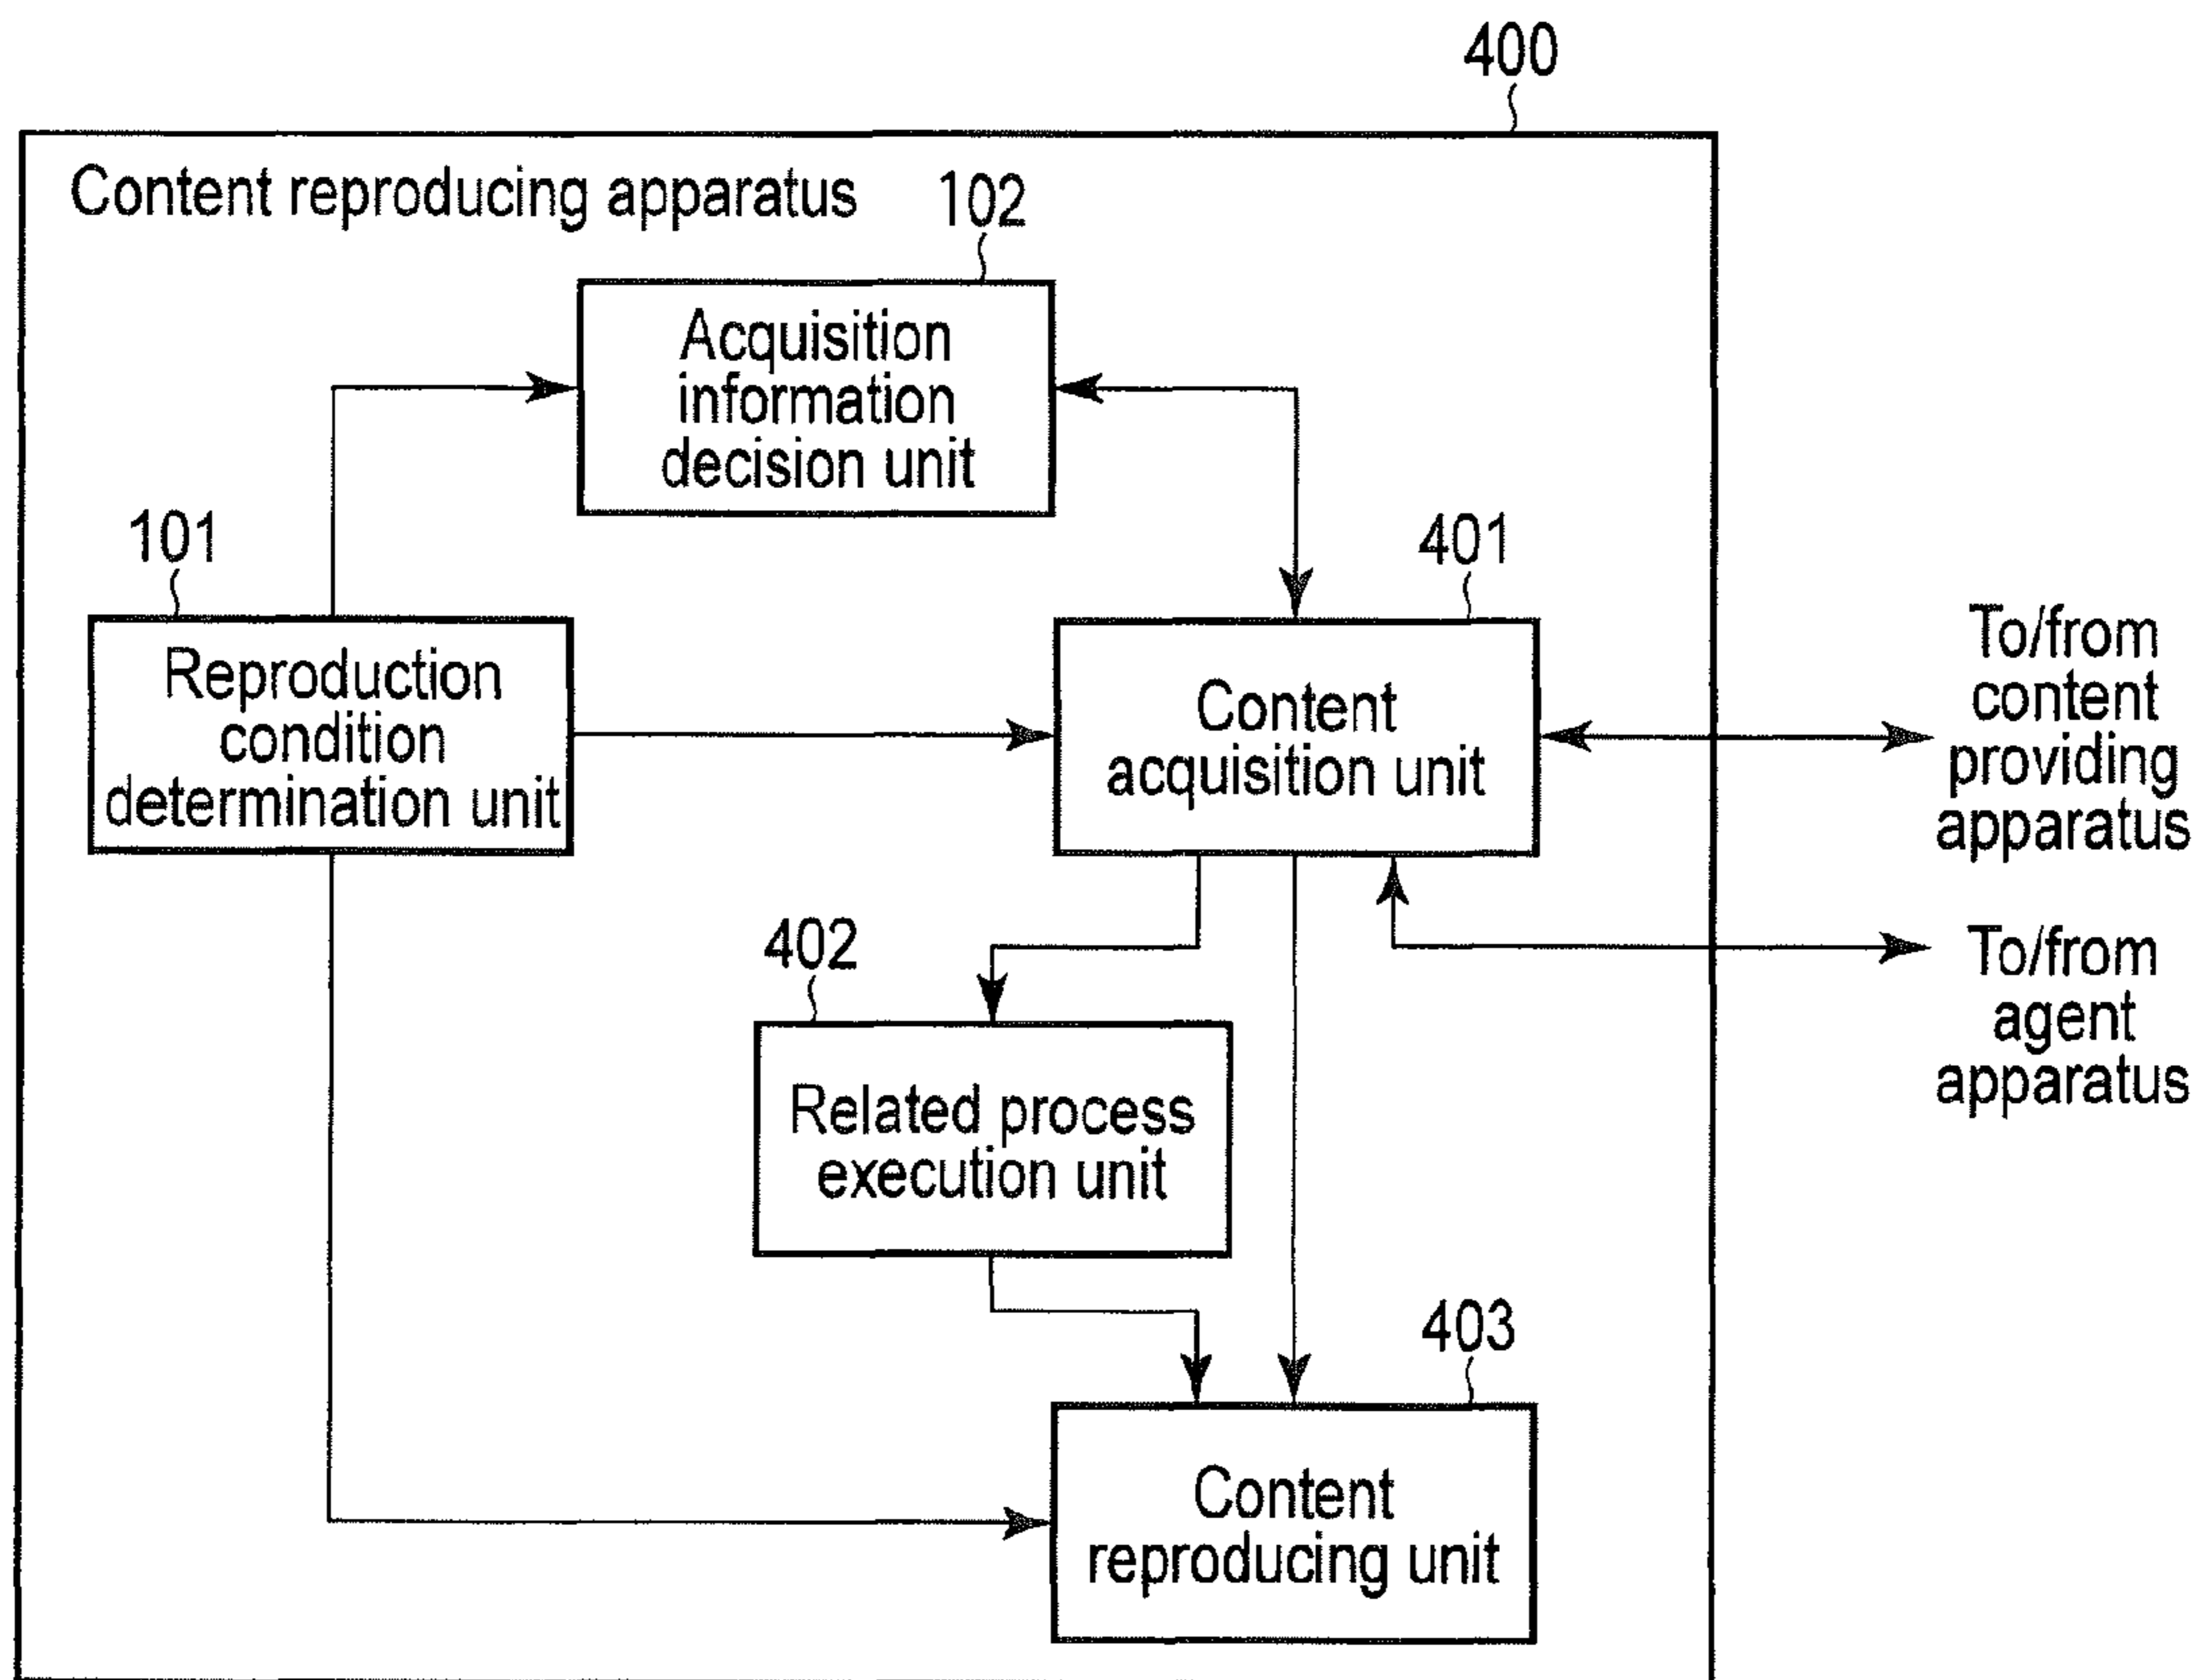 400
Content reproducing apparatus
102
Acquisition
information
decision unit
101
Reproduction
condition
determination unit
401
Content
acquisition unit
To/from
content
providing
apparatus
To/from
agent
apparatus
402
Related process
execution unit
403
Content
reproducing unit